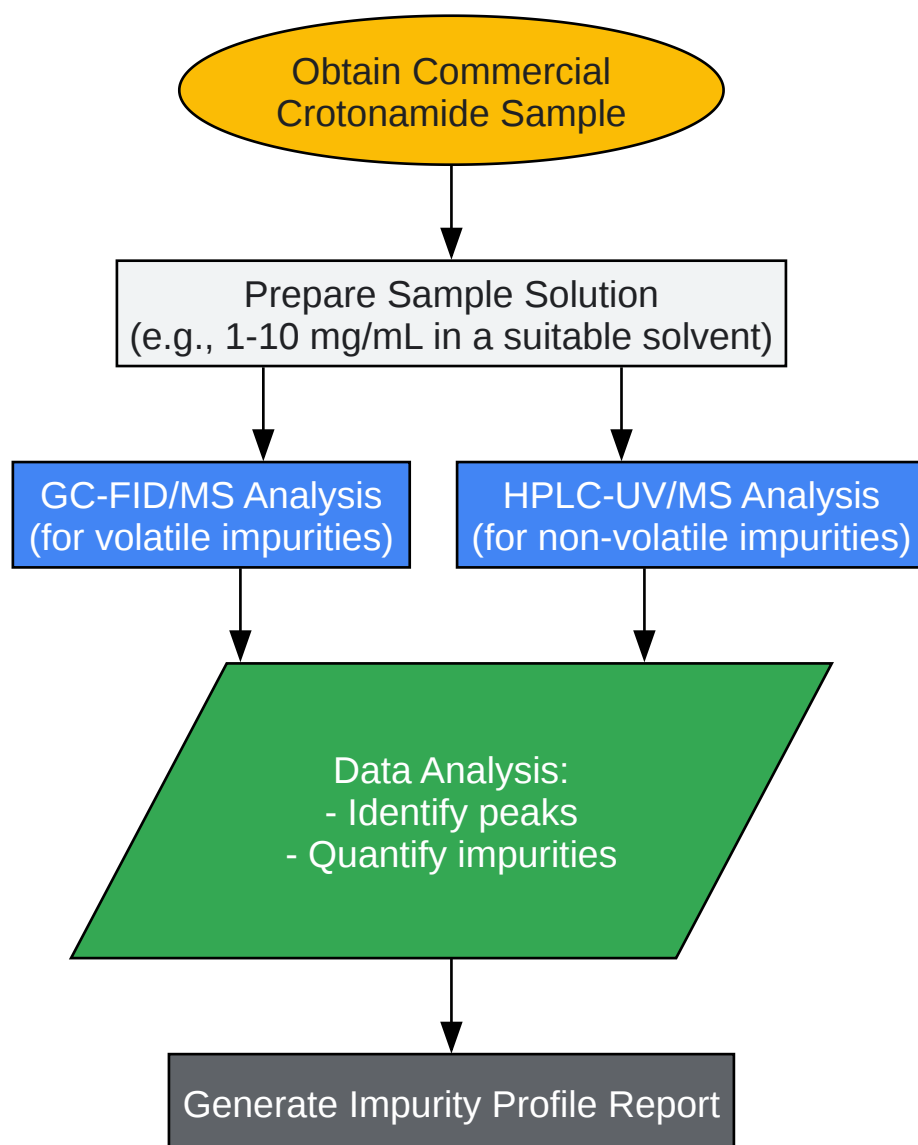 Obtain Commercial
Crotonamide Sample
Prepare Sample Solution
(e.g., 1-10 mg/mL in a suitable solvent)
GC-FID/MS Analysis
(for volatile impurities)
HPLC-UV/MS Analysis
(for non-volatile impurities)
Data Analysis:
- Identify peaks
- Quantify impurities
Generate Impurity Profile Report